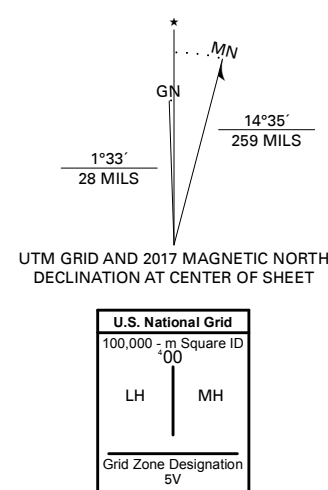 ★
MN
GN
14°35´
259 MILS
1°33´
28 MILS
UTM GRID AND 2017 MAGNETIC NORTH
DECLINATION AT CENTER OF SHEET
U.S. National Grid
100,000 - m Square ID
⁴00
LH MH
Grid Zone Designation
5V